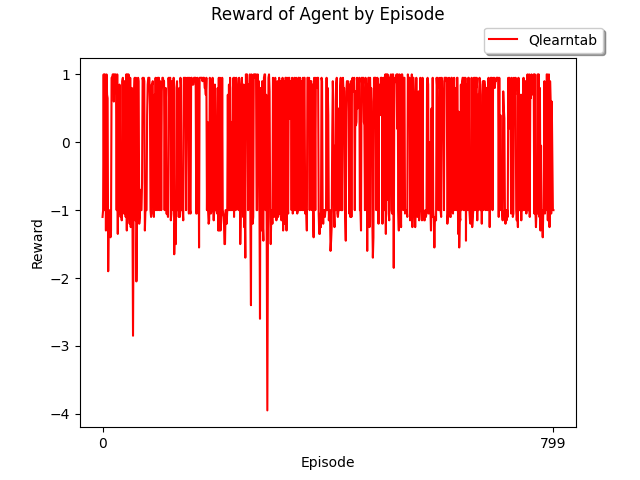 Reward of Agent by Episode
Qlearntab
1
0
−1
−2
−3
−4
Reward
0
799
Episode